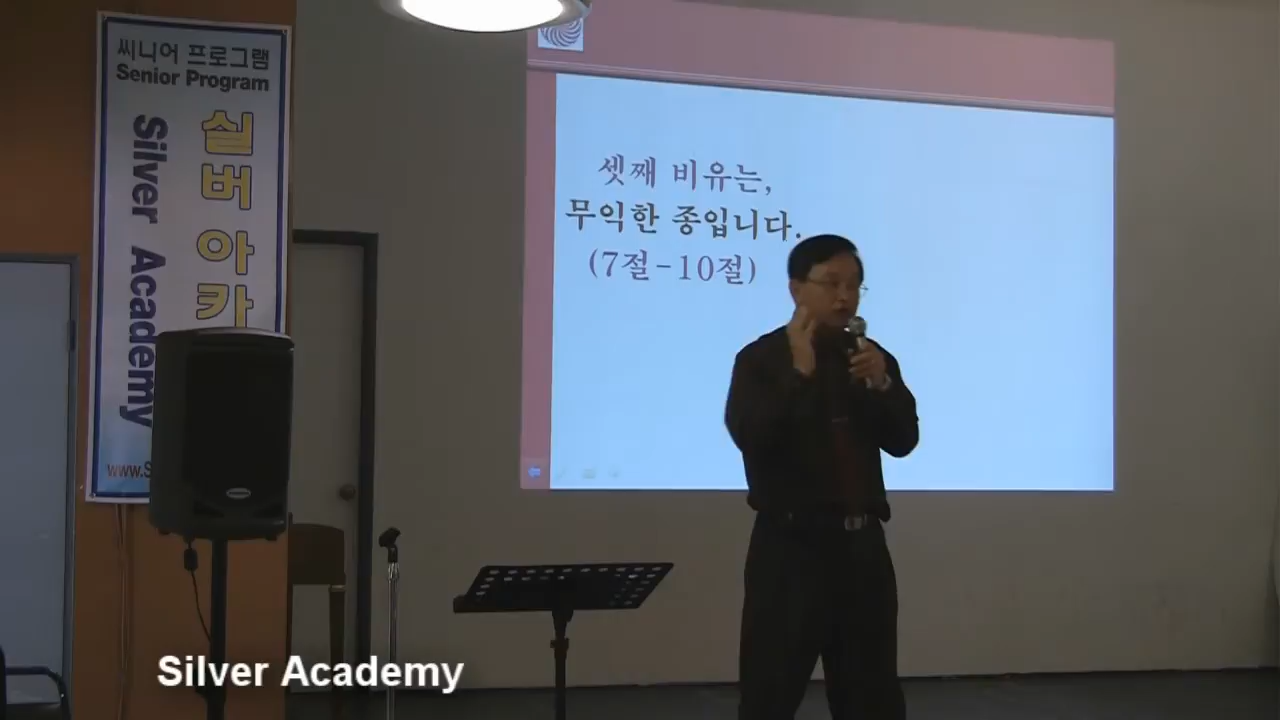 씨니어 프로그램
Senior Program
실버 아카
Silver Academy
www.S
셋째 비유는,
무익한 종입니다.
(7절-10절)
Silver Academy